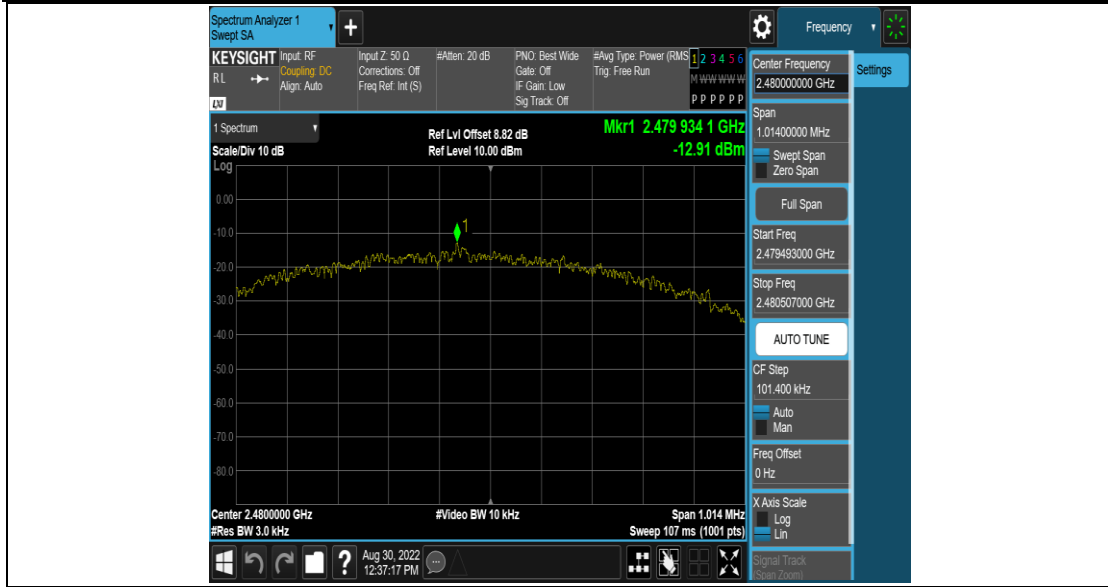 Spectrum Analyzer 1
Swept SA
+
Frequency
KEYSIGHT
RL
LXI
Input: RF
Coupling: DC
Align: Auto
Input Z: 50 Ω
Corrections: Off
Freq Ref: Int (S)
#Atten: 20 dB
PNO: Best Wide
Gate: Off
IF Gain: Low
Sig Track: Off
#Avg Type: Power (RMS
Trig: Free Run
1 2 3 4 5 6
M W W W W W
P P P P P P
1 Spectrum
Scale/Div 10 dB
Log
Ref Lvl Offset 8.82 dB
Ref Level 10.00 dBm
Mkr1 2.479 934 1 GHz
-12.91 dBm
1
0.00
-10.0
-20.0
-30.0
-40.0
-50.0
-60.0
-70.0
-80.0
Center 2.4800000 GHz
#Res BW 3.0 kHz
#Video BW 10 kHz
Span 1.014 MHz
Sweep 107 ms (1001 pts)
?
Aug 30, 2022
12:37:17 PM
Center Frequency
2.480000000 GHz
Span
1.01400000 MHz
Swept Span
Zero Span
Full Span
Start Freq
2.479493000 GHz
Stop Freq
2.480507000 GHz
AUTO TUNE
CF Step
101.400 kHz
Auto
Man
Freq Offset
0 Hz
X Axis Scale
Log
Lin
Signal Track
(Span Zoom)
Settings